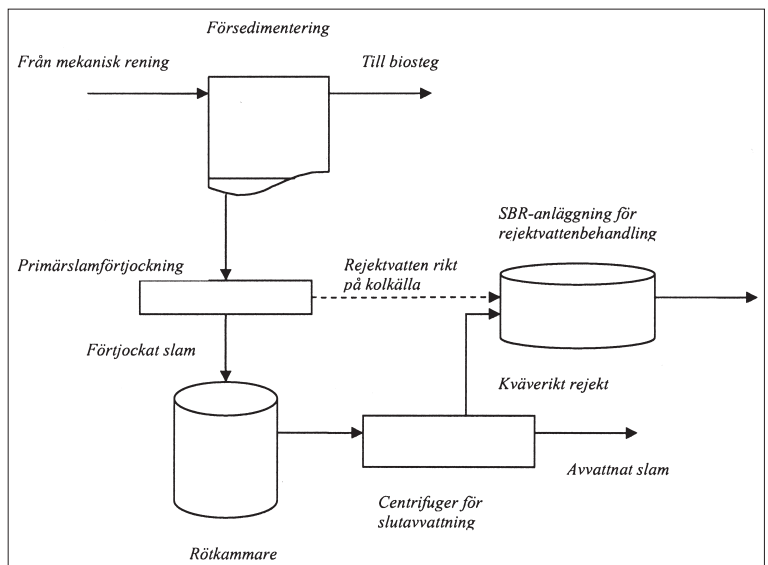 Försedimentering
Från mekanisk rening
Till biosteg
SBR-anläggning för
rejektvattenbehandling
Primärslamförtjockning
Rejektvatten rikt
på kolkälla
Förtjockat slam
Kväverikt rejekt
Avvattnat slam
Centrifuger för
slutavvattning
Rötkammare